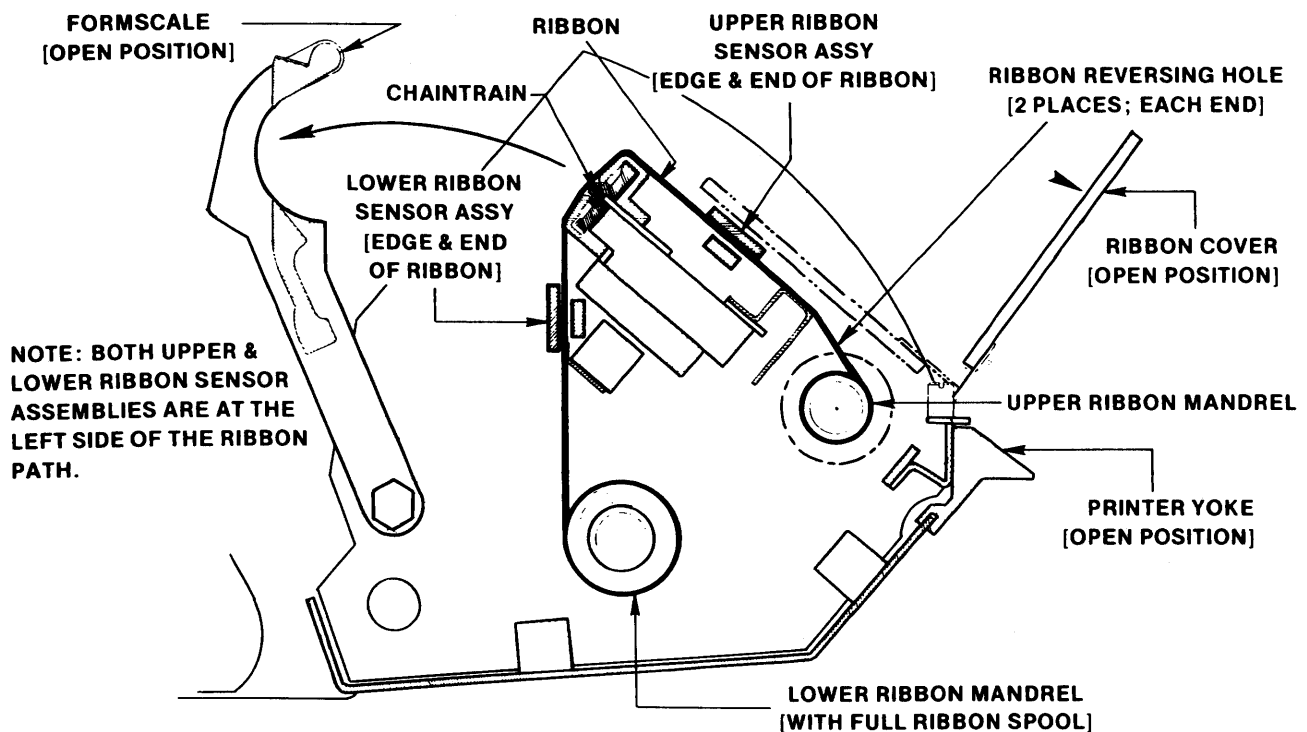 FORMSCALE
[OPEN POSITION]
RIBBON
UPPER RIBBON
SENSOR ASSY
[EDGE & END OF RIBBON]
RIBBON REVERSING HOLE
[2 PLACES; EACH END]
CHAINTRAIN
LOWER RIBBON
SENSOR ASSY
[EDGE & END
OF RIBBON]
RIBBON COVER
[OPEN POSITION]
NOTE: BOTH UPPER &
LOWER RIBBON SENSOR
ASSEMBLIES ARE AT THE
LEFT SIDE OF THE RIBBON
PATH.
UPPER RIBBON MANDREL
PRINTER YOKE
[OPEN POSITION]
LOWER RIBBON MANDREL
[WITH FULL RIBBON SPOOL]